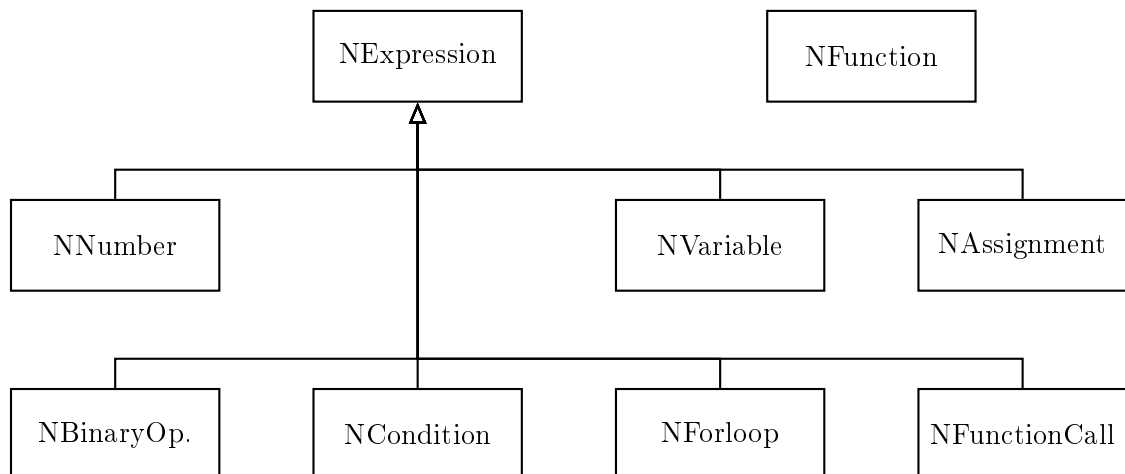 NExpression
NFunction
NNumber
NVariable
NAssignment
NBinaryOp.
NCondition
NForloop
NFunctionCall